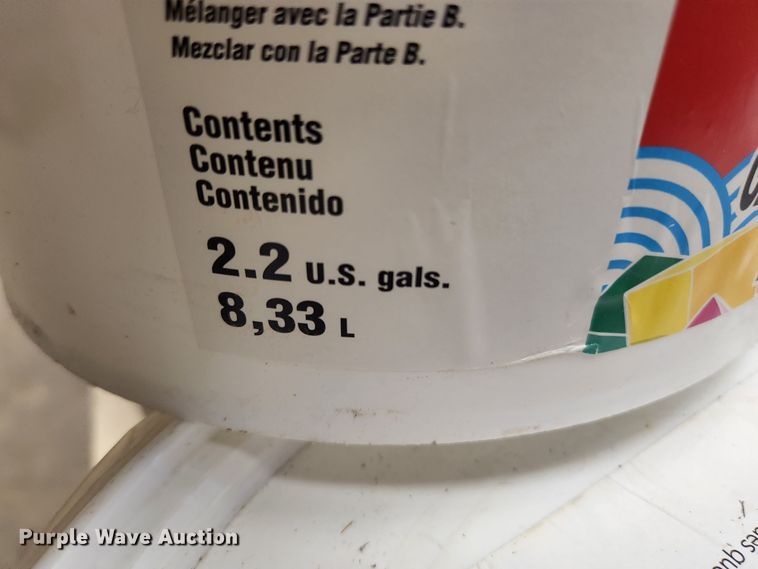 Mélanger avec la Partie B.
Mezclar con la Parte B.
Contents
Contenu
Contenido
2.2 U.S. gals.
8,33 L
Purple Wave Auction